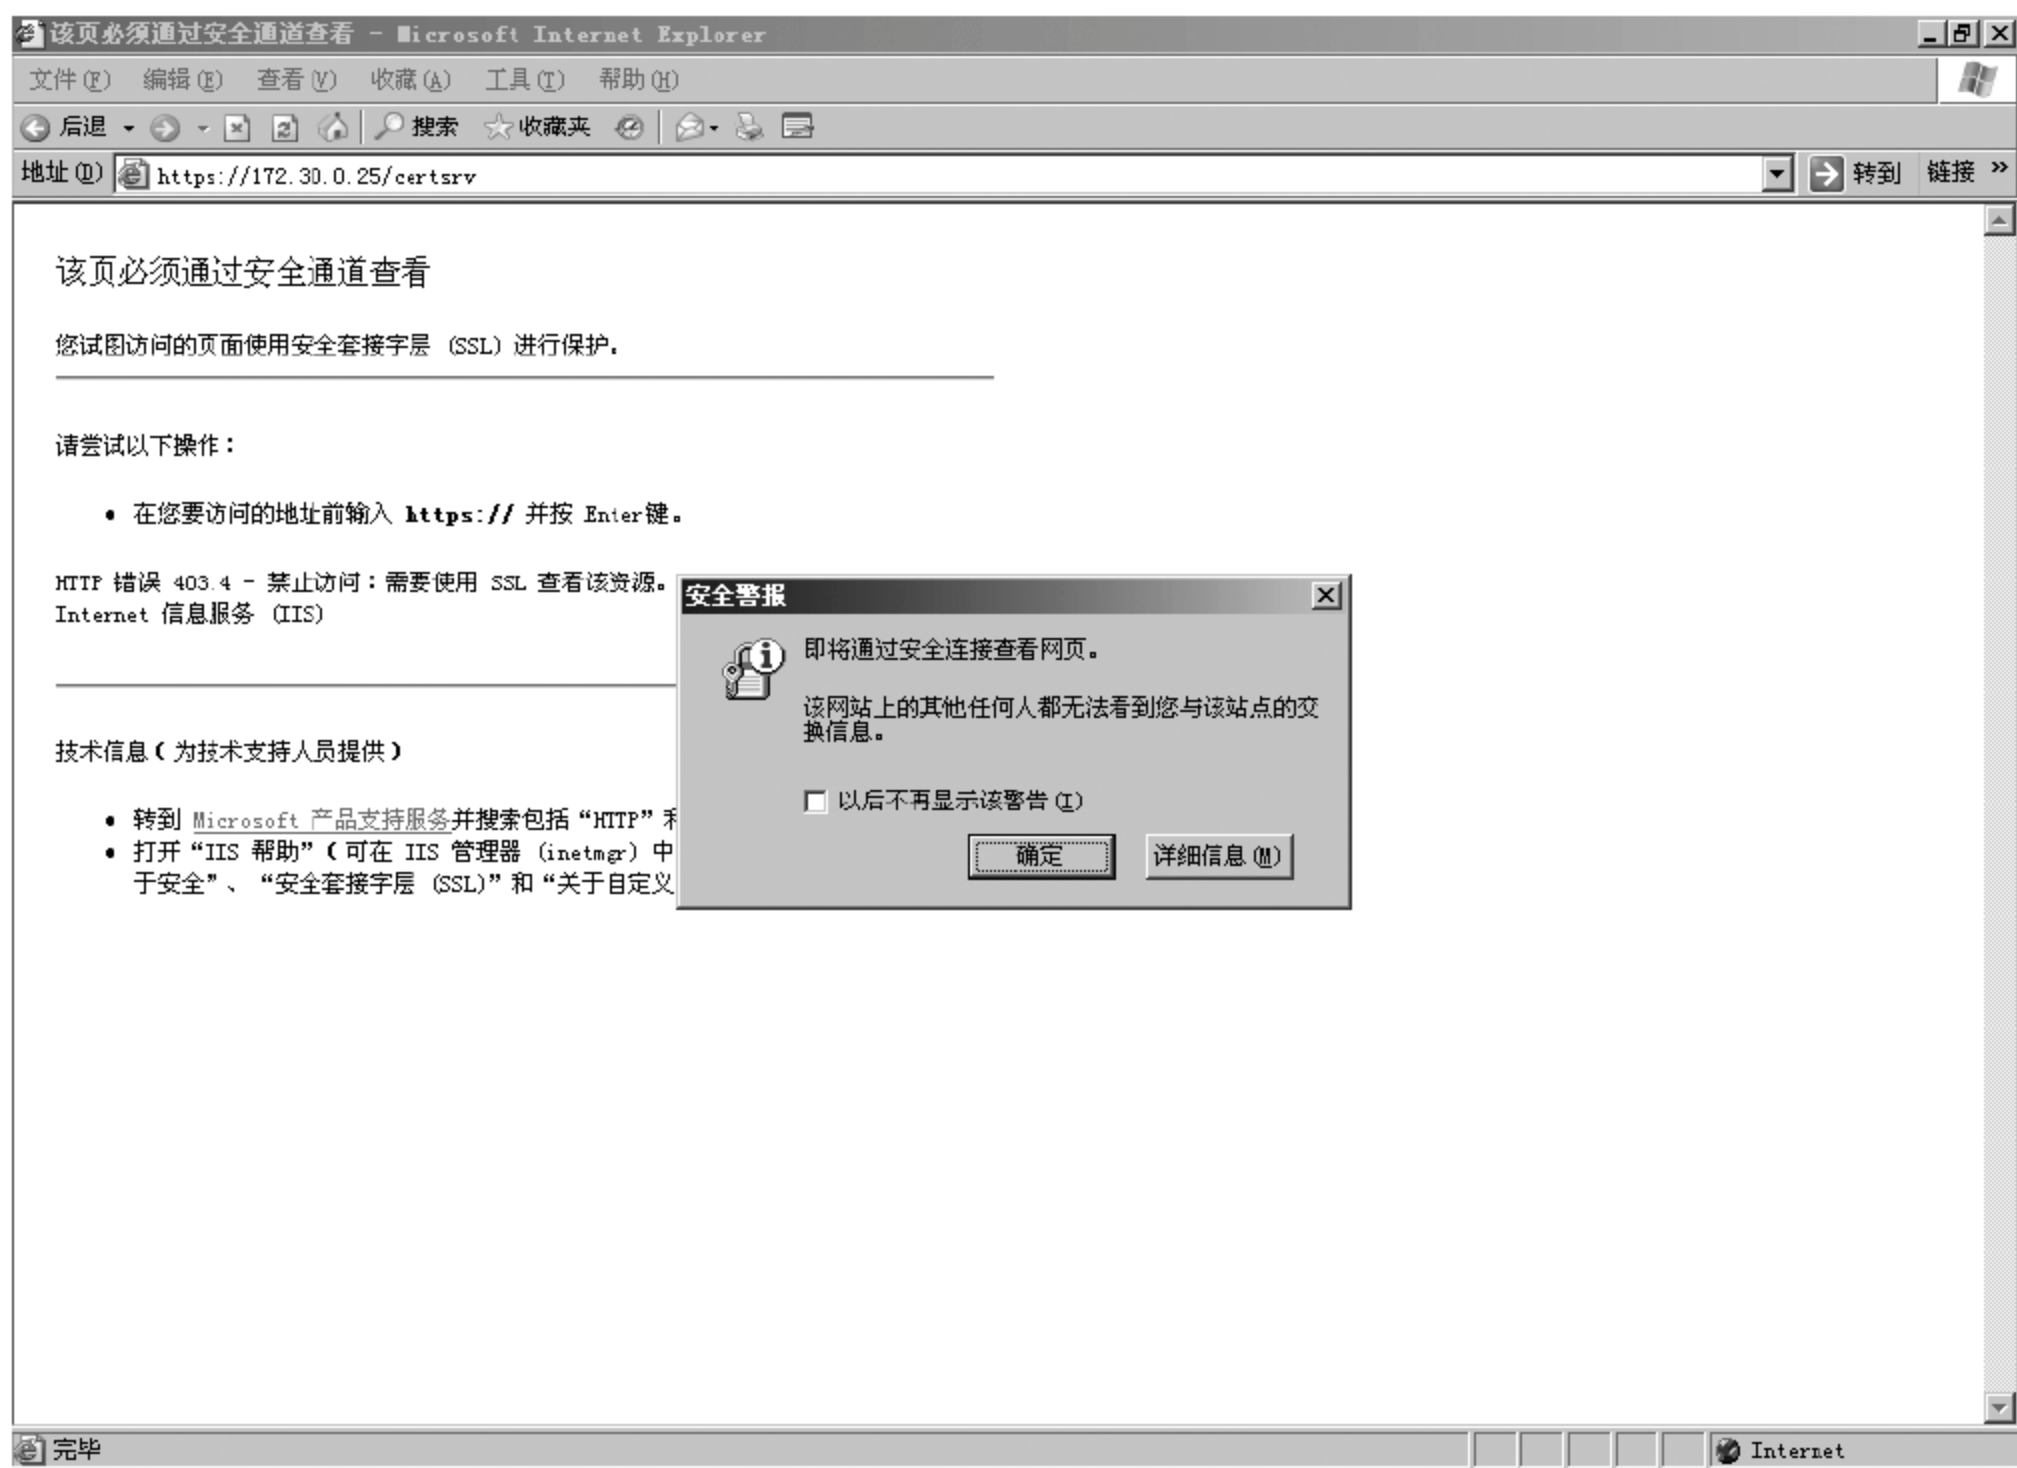 该页必须通过安全通道查看 - Microsoft Internet Explorer
文件(F) 编辑(E) 查看(V) 收藏(A) 工具(T) 帮助(H)
后退 搜索 收藏夹
地址(D) https://172.30.0.25/certsrv 转到 链接 »
该页必须通过安全通道查看
您试图访问的页面使用安全套接字层 (SSL) 进行保护.
请尝试以下操作：
• 在您要访问的地址前输入 https:// 并按 Enter键。
HTTP 错误 403.4 - 禁止访问：需要使用 SSL 查看该资源。
Internet 信息服务 (IIS)
技术信息（为技术支持人员提供）
• 转到 Microsoft 产品支持服务并搜索包括“HTTP”
• 打开“IIS 帮助”（可在 IIS 管理器 (inetmgr) 中
于安全”、 “安全套接字层 (SSL)”和“关于自定义
安全警报
即将通过安全连接查看网页。
该网站上的其他任何人都无法看到您与该站点的交
换信息。
以后不再显示该警告(I)
确定 详细信息(M)
完毕 Internet